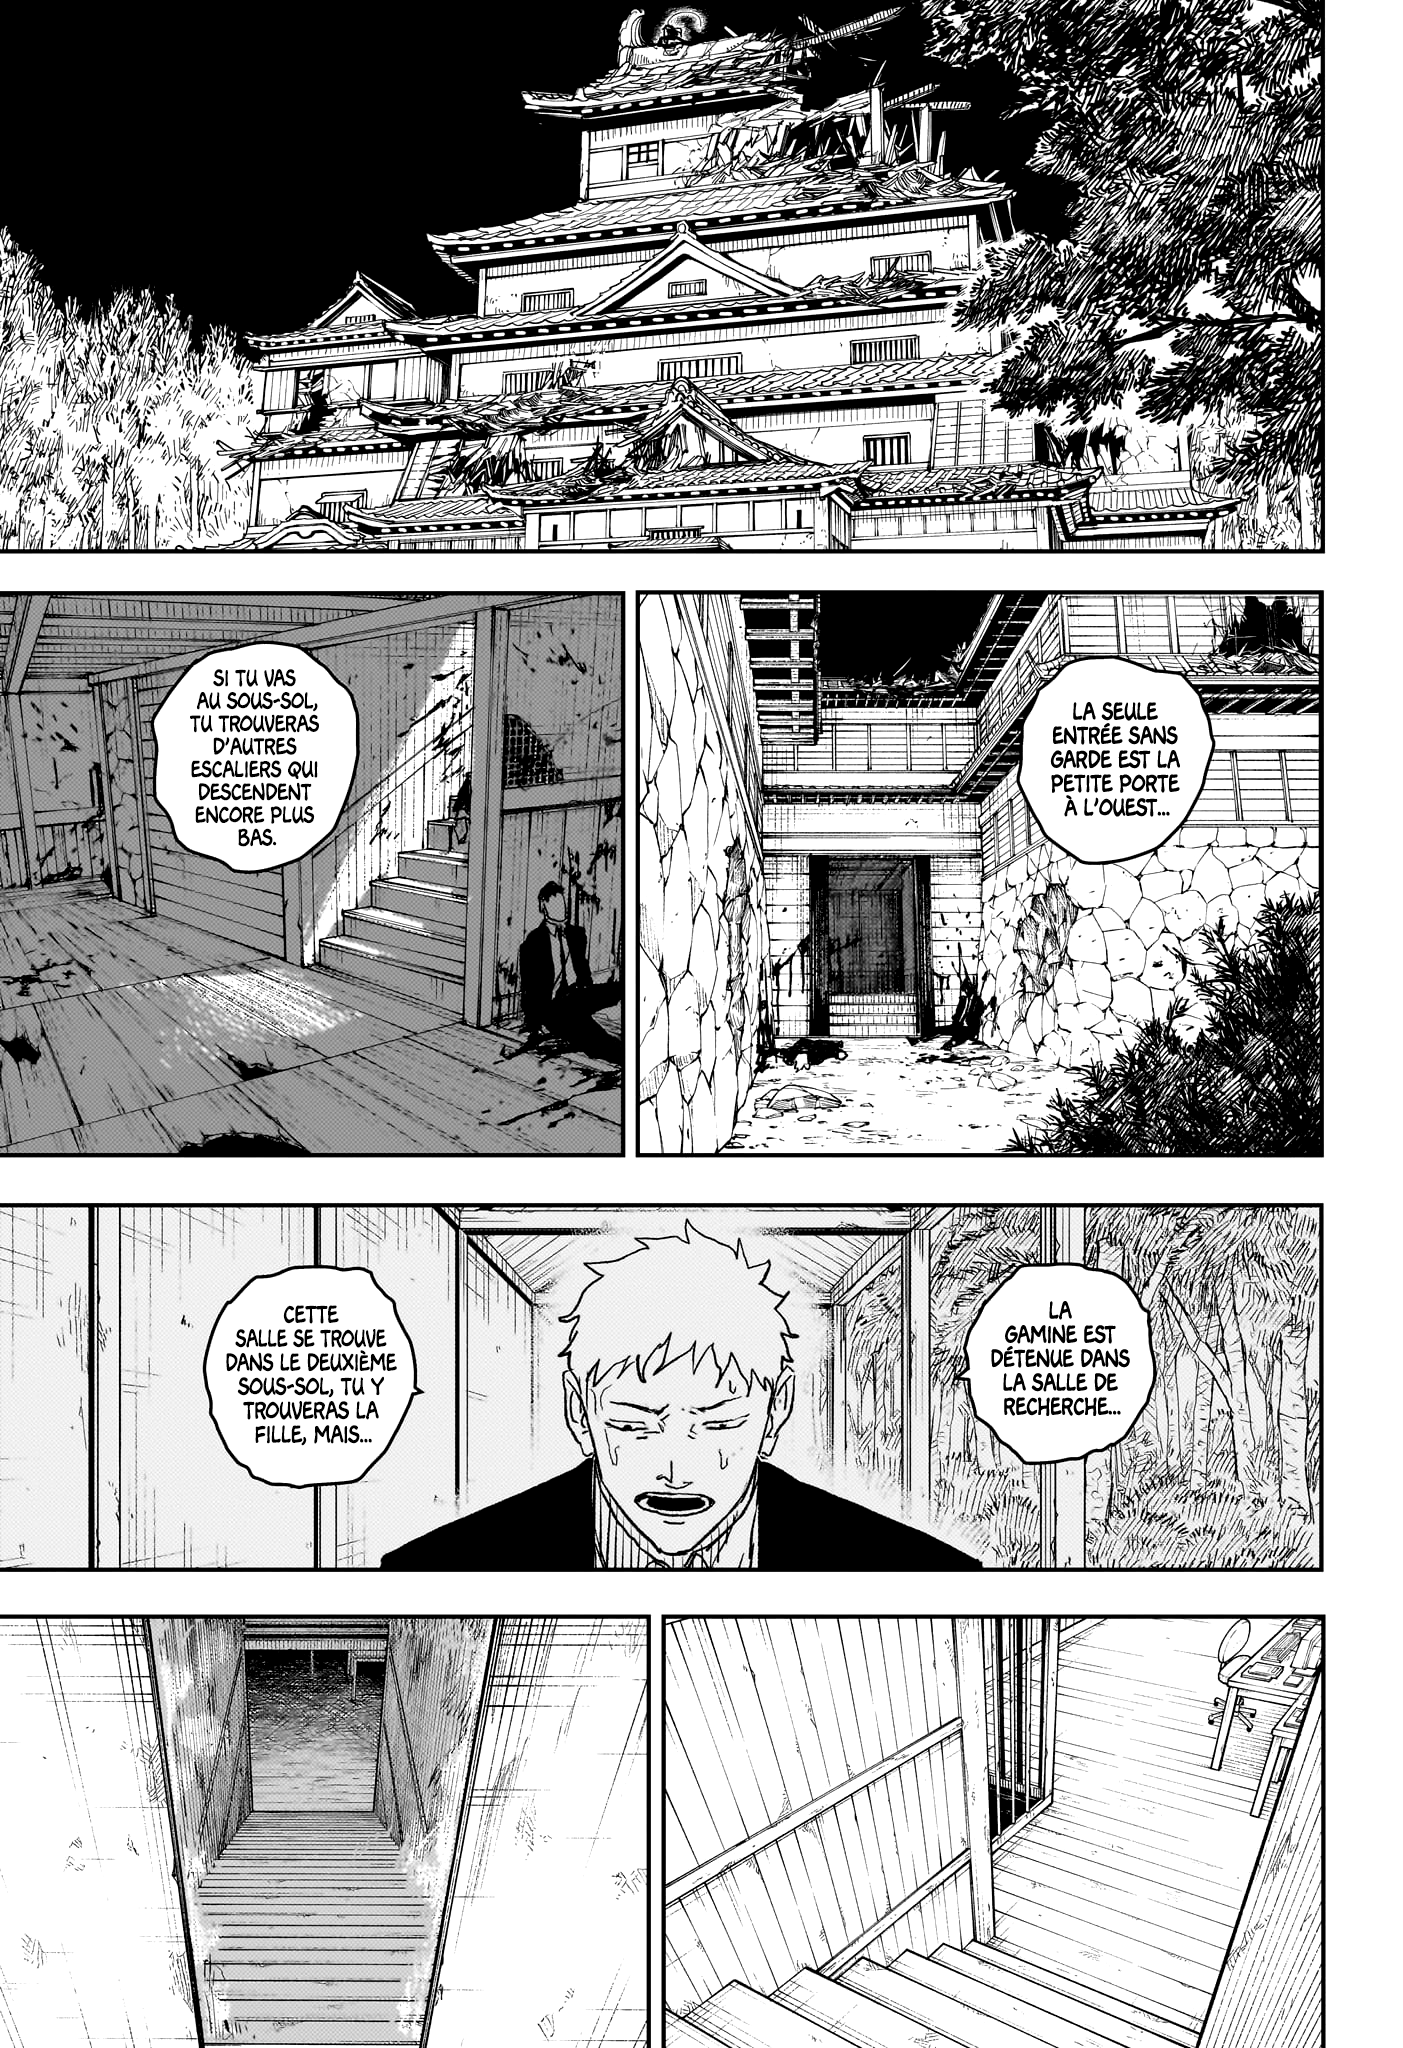 LA SEULE
ENTRÉE SANS
GARDE EST LA
PETITE PORTE
À L'OUEST...
SI TU VAS
AU SOUS-SOL,
TU TROUVERAS
D'AUTRES
ESCALIERS QUI
DESCENDENT
ENCORE PLUS
BAS.
LA
GAMINE EST
DÉTENUE DANS
LA SALLE DE
RECHERCHE...
CETTE
SALLE SE TROUVE
DANS LE DEUXIÈME
SOUS-SOL, TU Y
TROUVERAS LA
FILLE, MAIS...